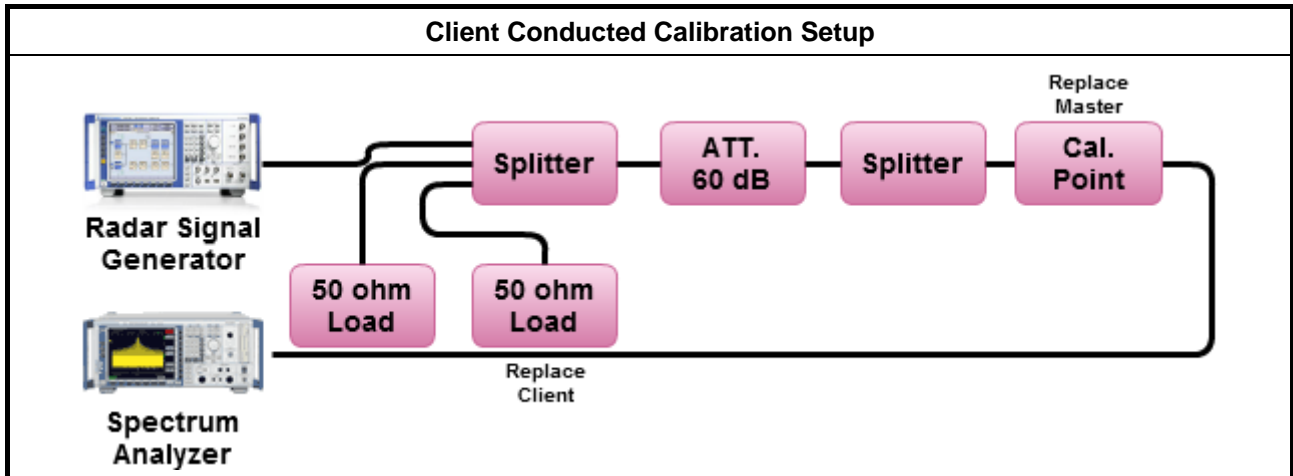 Client Conducted Calibration Setup
Replace
Master
Splitter
ATT.
60 dB
Splitter
Cal.
Point
Radar Signal
Generator
50 ohm
Load
50 ohm
Load
Replace
Client
Spectrum
Analyzer